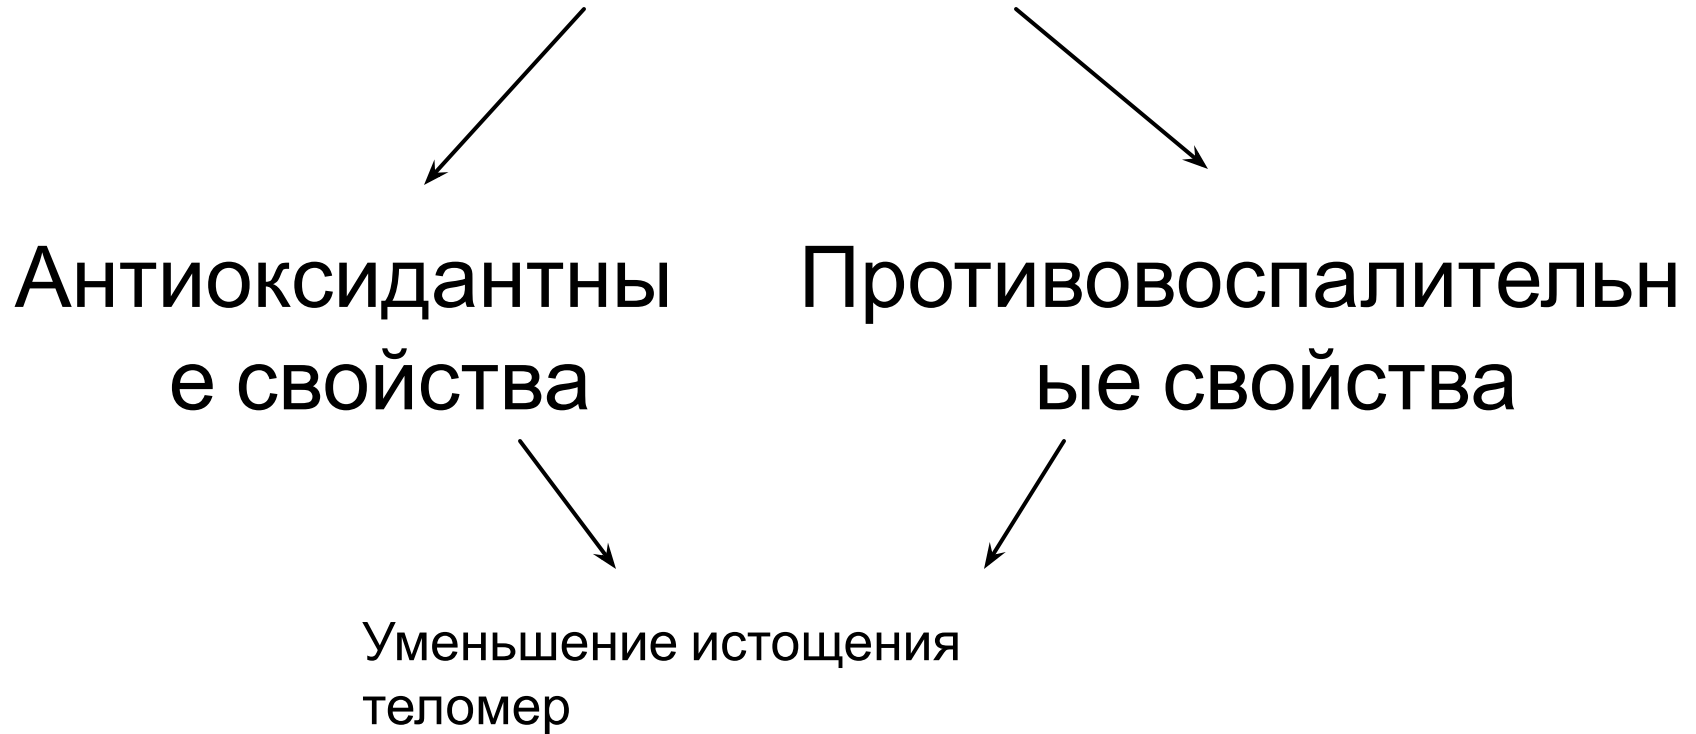 Антиоксидантны
е свойства
Противовоспалительн
ые свойства
Уменьшение истощения
теломер